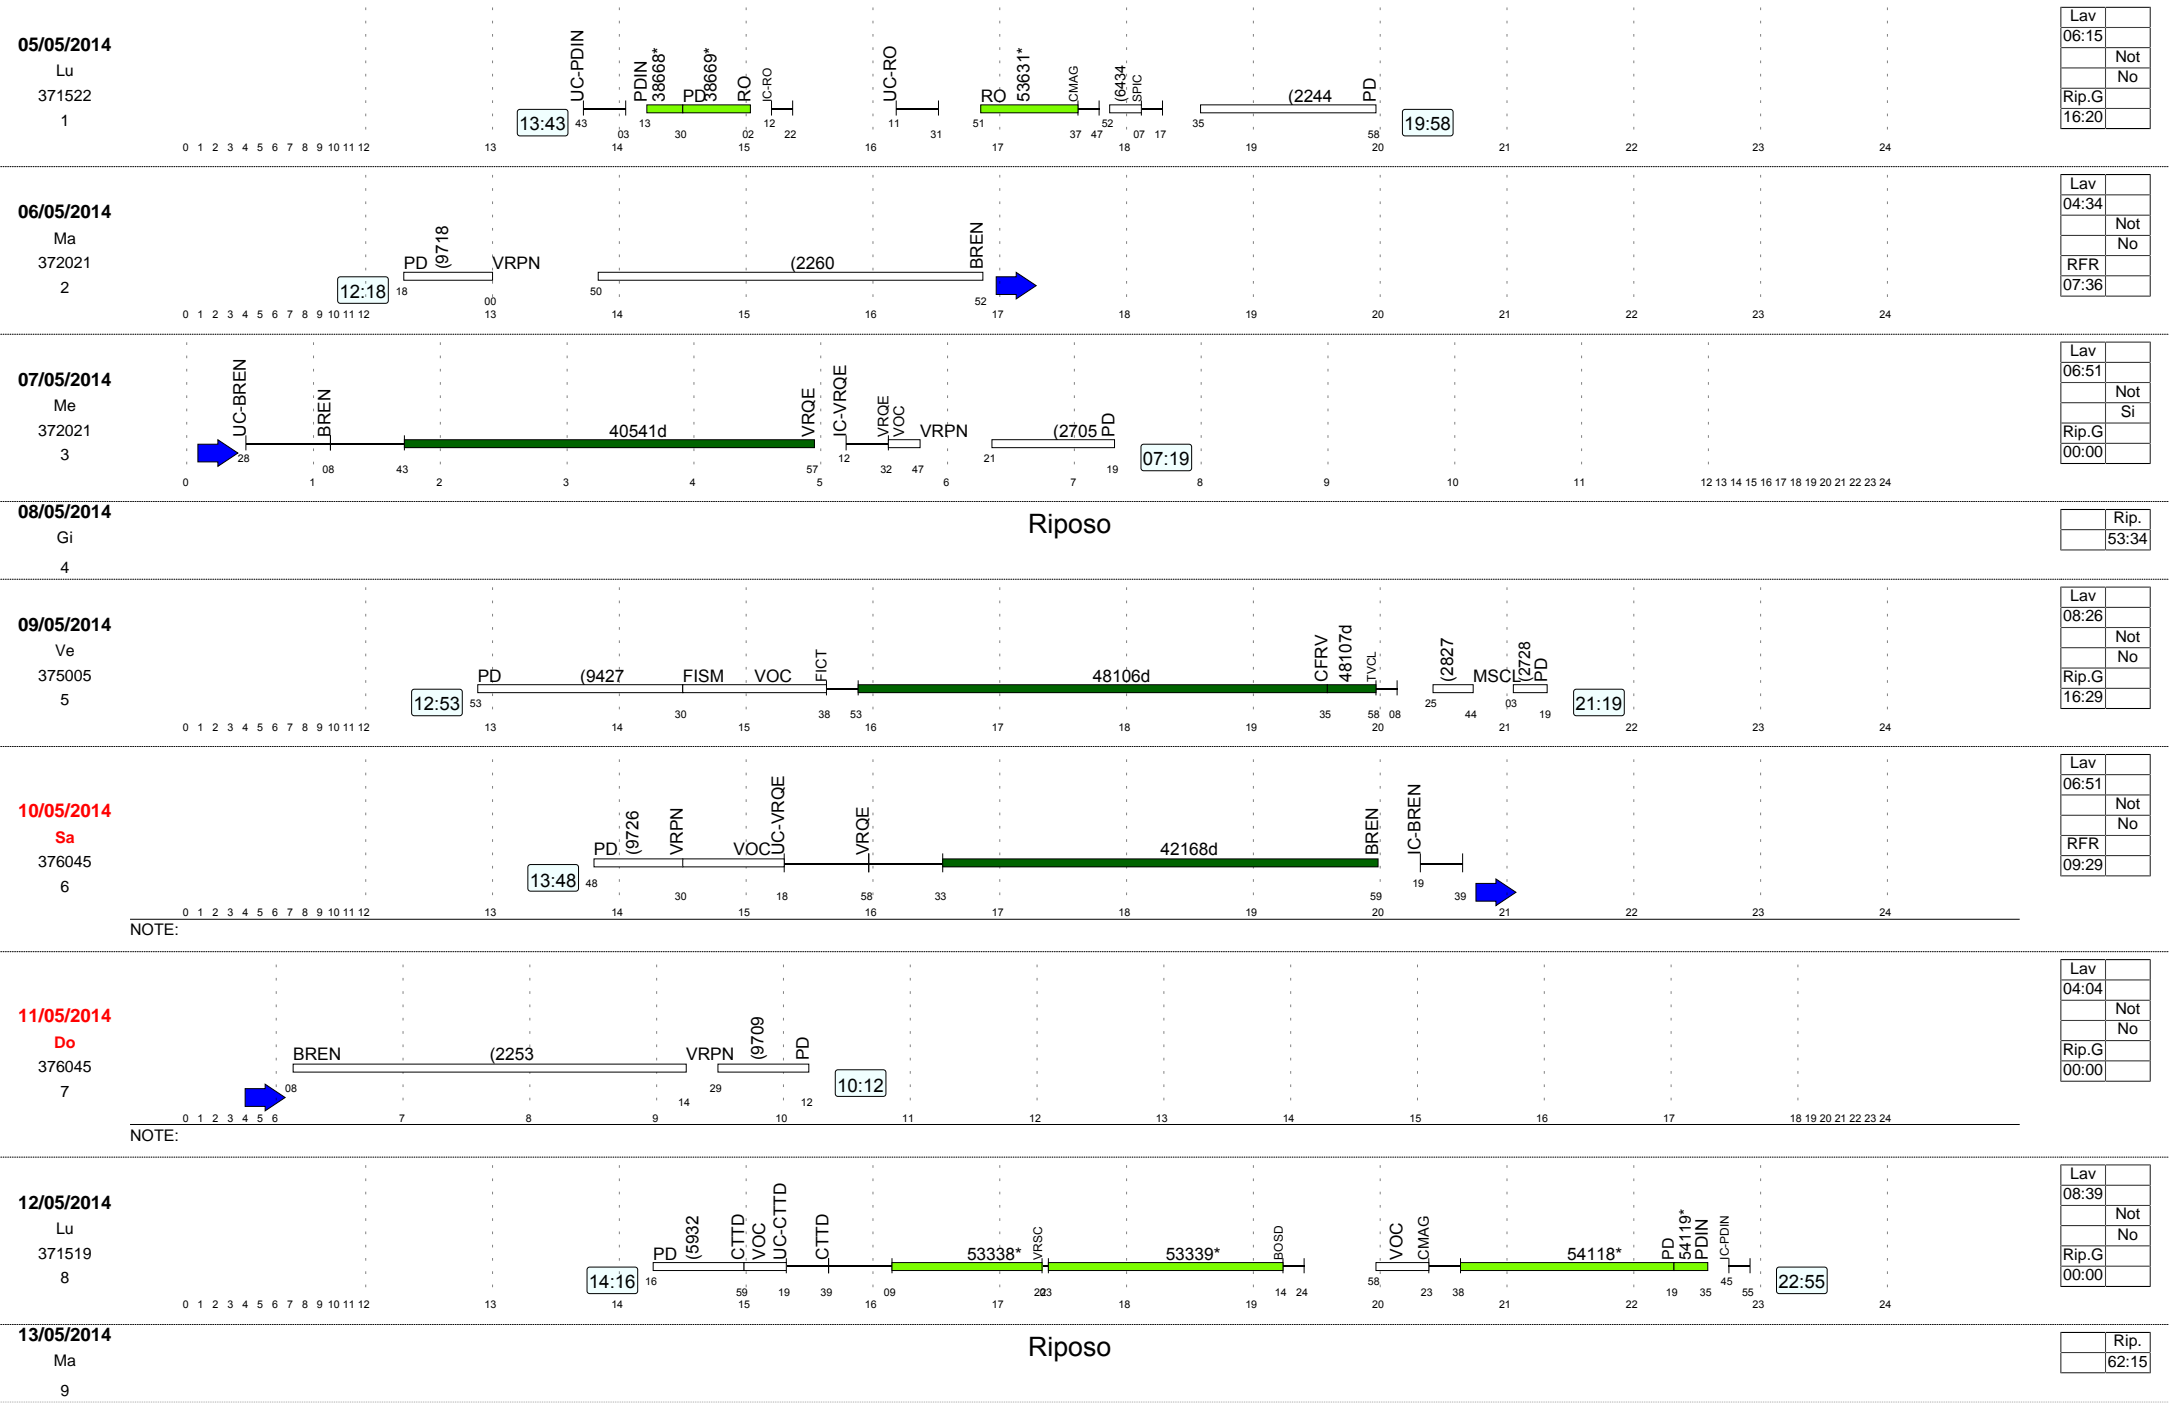 05/05/2014
Lu
371522
1
13:43
UC-PDIN
PDIN
38668*
PD
38669*
RO
IC-RO
UC-RO
RO
53631*
CMAG
(6434
SPIC
(2244
PD
19:58
43 03 13 30 02 12 22 11 31 51 37 47 52 07 17 35 58
0 1 2 3 4 5 6 7 8 9 10 11 12 13 14 15 16 17 18 19 20 21 22 23 24
Lav
06:15
Not
No
Rip.G
16:20
06/05/2014
Ma
372021
2
12:18
PD
(9718
VRPN
(2260
BREN
18 00 50 52
0 1 2 3 4 5 6 7 8 9 10 11 12 13 14 15 16 17 18 19 20 21 22 23 24
Lav
04:34
Not
No
RFR
07:36
07/05/2014
Me
372021
3
UC-BREN
BREN
40541d
VRQE
IC-VRQE
VRQE
VOC
VRPN
(2705
PD
07:19
28 08 43 57 12 32 47 21 19
0 1 2 3 4 5 6 7 8 9 10 11 12 13 14 15 16 17 18 19 20 21 22 23 24
Lav
06:51
Not
Si
Rip.G
00:00
08/05/2014
Gi
4
Riposo
Rip.
53:34
09/05/2014
Ve
375005
5
12:53
PD
(9427
FISM
VOC
FICT
48106d
CFRV
48107d
TVCL
(2827
MSCL
(2728
PD
21:19
53 30 38 53 35 58 08 25 44 03 19
0 1 2 3 4 5 6 7 8 9 10 11 12 13 14 15 16 17 18 19 20 21 22 23 24
Lav
08:26
Not
No
Rip.G
16:29
10/05/2014
Sa
376045
6
13:48
PD
(9726
VRPN
VOC
UC-VRQE
VRQE
42168d
BREN
IC-BREN
48 30 18 58 33 59 19 39
0 1 2 3 4 5 6 7 8 9 10 11 12 13 14 15 16 17 18 19 20 21 22 23 24
NOTE:
Lav
06:51
Not
No
RFR
09:29
11/05/2014
Do
376045
7
BREN
(2253
VRPN
(9709
PD
10:12
08 14 29 12
0 1 2 3 4 5 6 7 8 9 10 11 12 13 14 15 16 17 18 19 20 21 22 23 24
NOTE:
Lav
04:04
Not
No
Rip.G
00:00
12/05/2014
Lu
371519
8
14:16
PD
(5932
CTTD
VOC
UC-CTTD
CTTD
53338*
VRSC
53339*
BOSD
VOC
CMAG
54118*
PD
54119*
PDIN
IC-PDIN
22:55
16 59 19 39 09 20 23 14 24 58 23 38 19 35 45 55
0 1 2 3 4 5 6 7 8 9 10 11 12 13 14 15 16 17 18 19 20 21 22 23 24
Lav
08:39
Not
No
Rip.G
00:00
13/05/2014
Ma
9
Riposo
Rip.
62:15